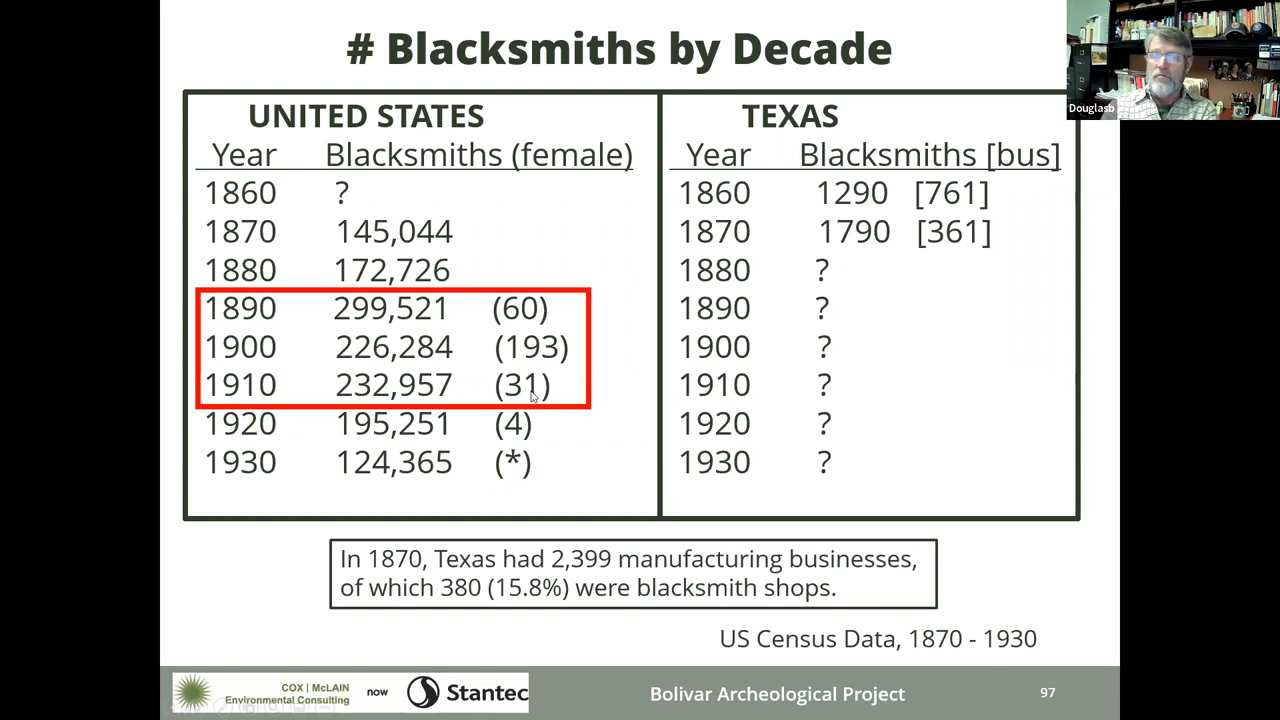 # Blacksmiths by Decade
Douglasb
UNITED STATES
Year Blacksmiths (female)
1860 ?
1870 145,044
1880 172,726
1890 299,521 (60)
1900 226,284 (193)
1910 232,957 (31)
1920 195,251 (4)
1930 124,365 (*)
TEXAS
Year Blacksmiths [bus]
1860 1290 [761]
1870 1790 [361]
1880 ?
1890 ?
1900 ?
1910 ?
1920 ?
1930 ?
In 1870, Texas had 2,399 manufacturing businesses,
of which 380 (15.8%) were blacksmith shops.
US Census Data, 1870 - 1930
COX | McLAIN
Environmental Consulting
now
Stantec
Bolivar Archeological Project
97